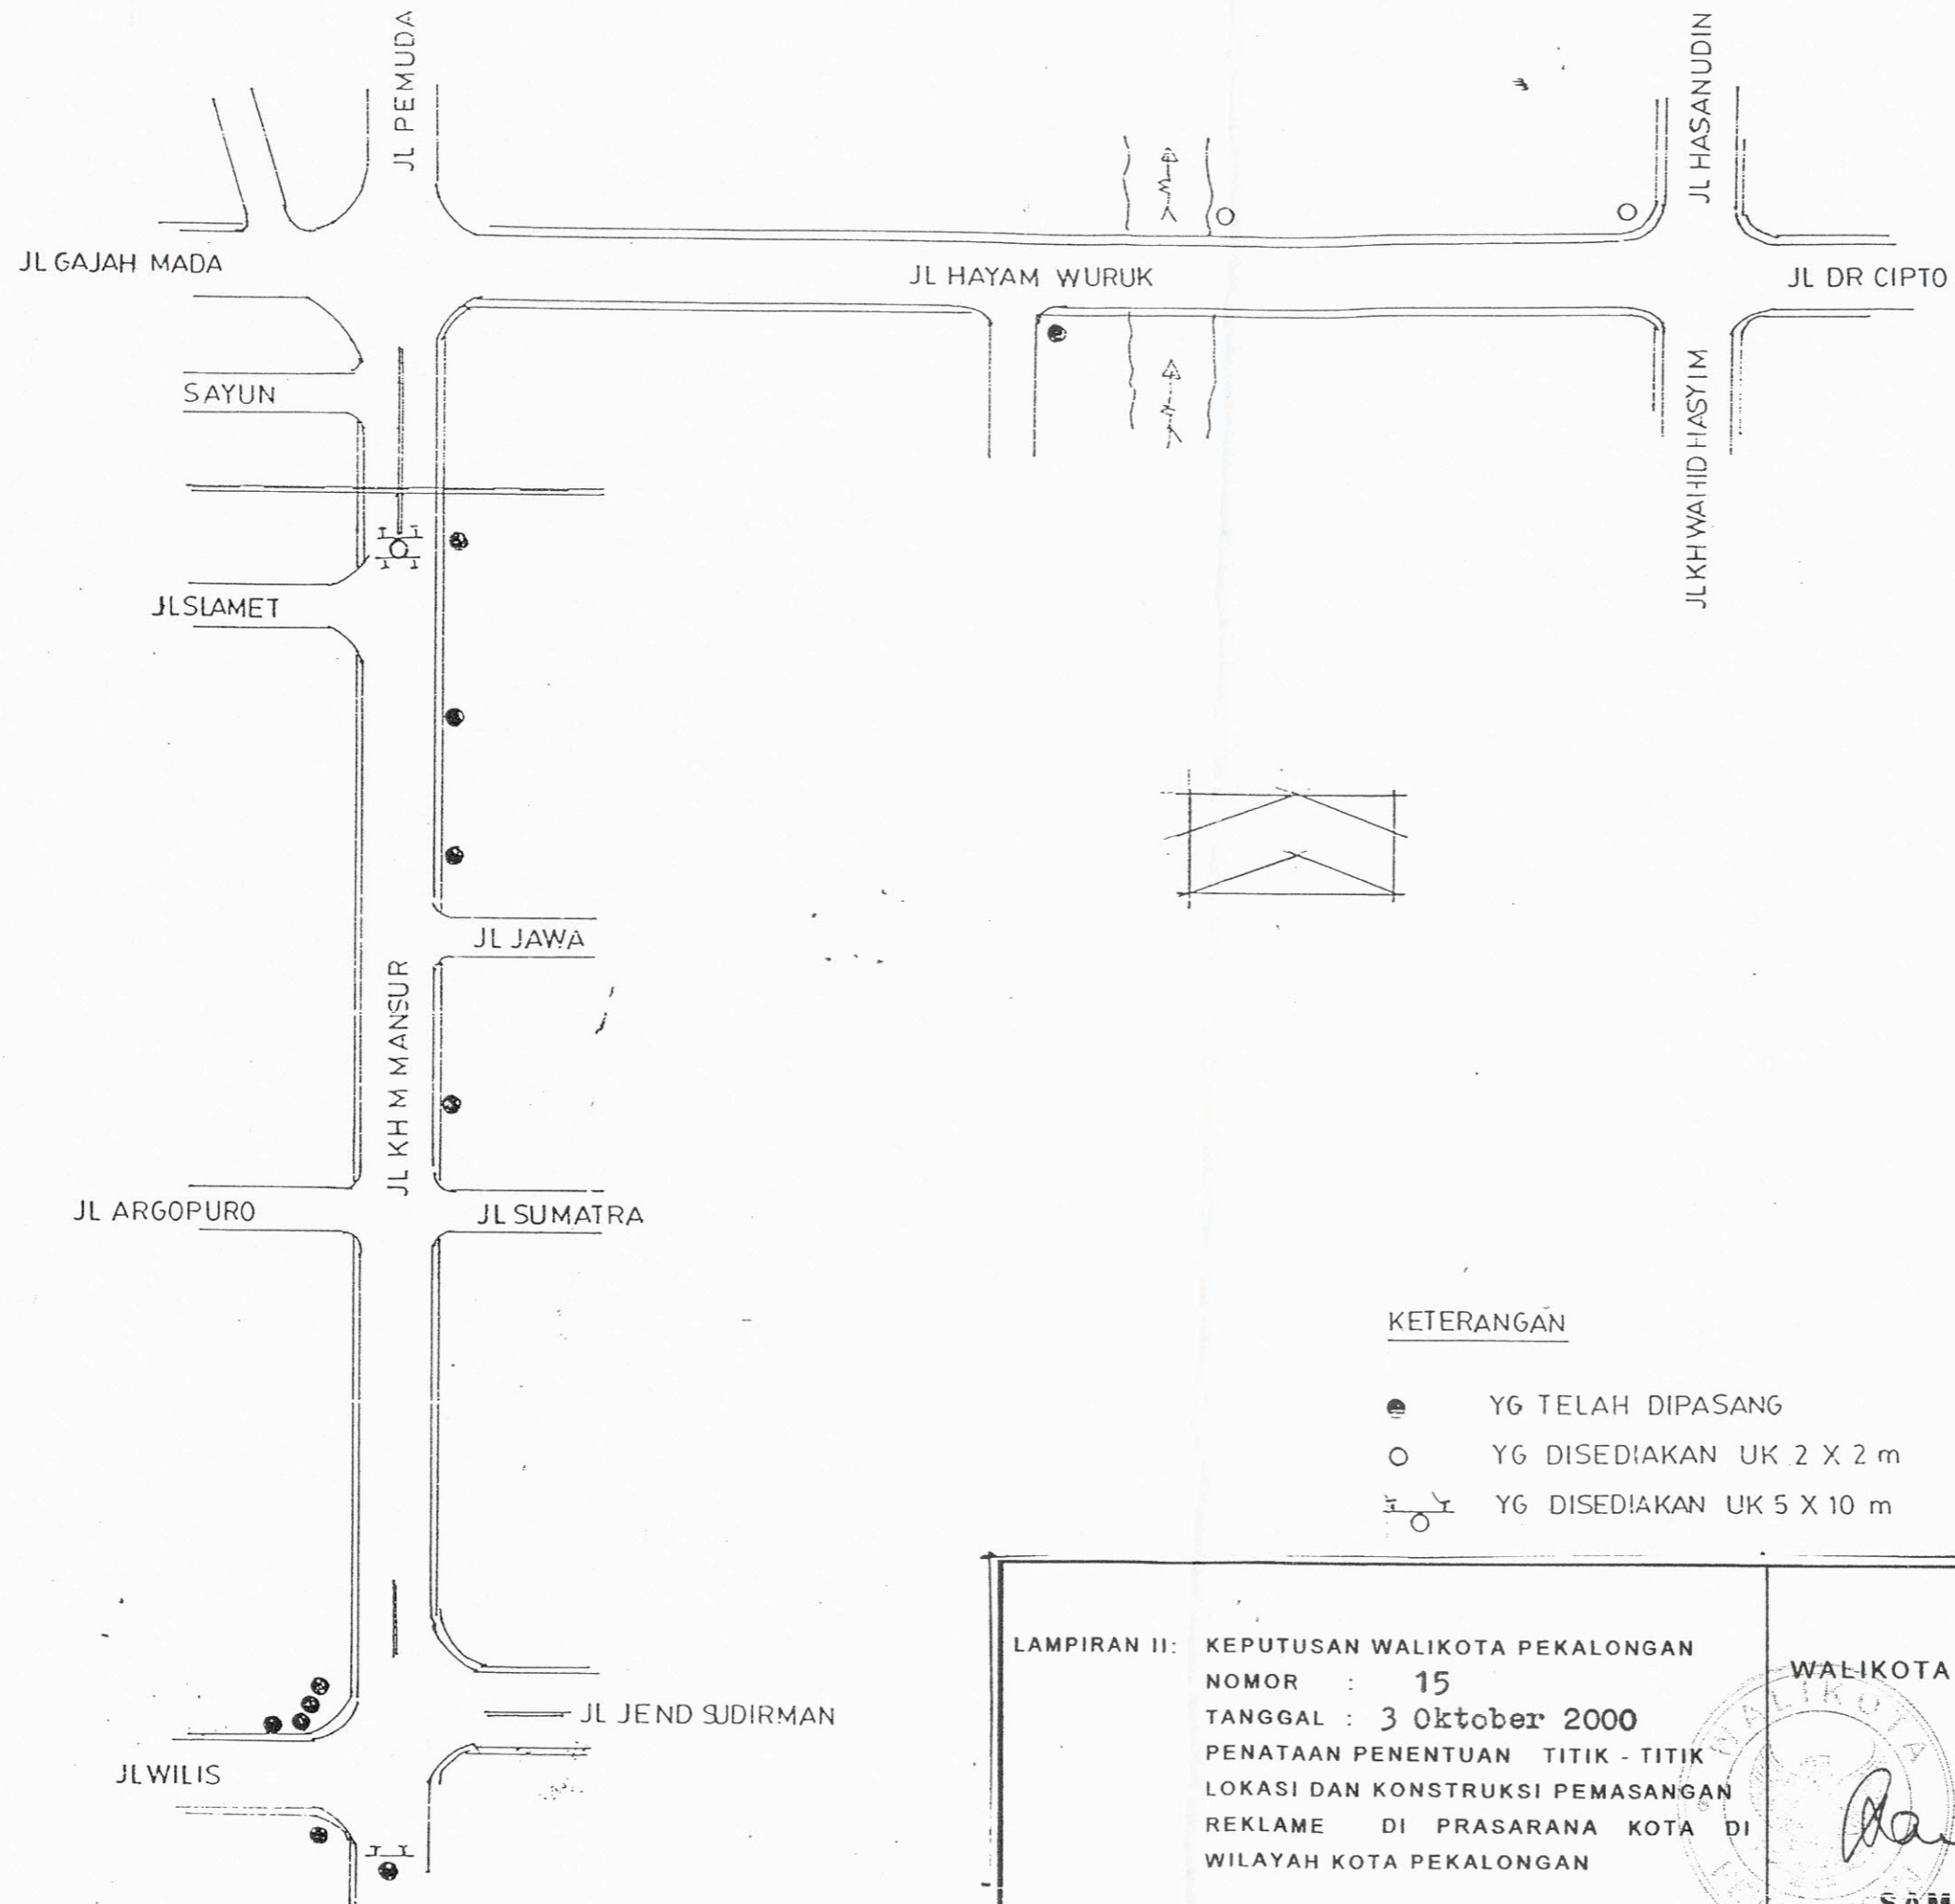 JL PEMUDA
JL HASANUDIN
JL GAJAH MADA
JL HAYAM WURUK
JL DR CIPTO
SAYUN
JL KH WAHID HASYIM
JL SLAMET
JL JAWA
JL KH M MANSUR
JL ARGOPURO
JL SUMATRA
KETERANGAN
YG TELAH DIPASANG
YG DISEDIAKAN UK 2 X 2 m
YG DISEDIAKAN UK 5 X 10 m
JL JEND SUDIRMAN
JL WILIS
LAMPIRAN II: KEPUTUSAN WALIKOTA PEKALONGAN
NOMOR : 15
TANGGAL : 3 Oktober 2000
PENATAAN PENENTUAN TITIK - TITIK
LOKASI DAN KONSTRUKSI PEMASANGAN
REKLAME DI PRASARANA KOTA DI
WILAYAH KOTA PEKALONGAN
WALIKOTA
WALIKOTA
SAM